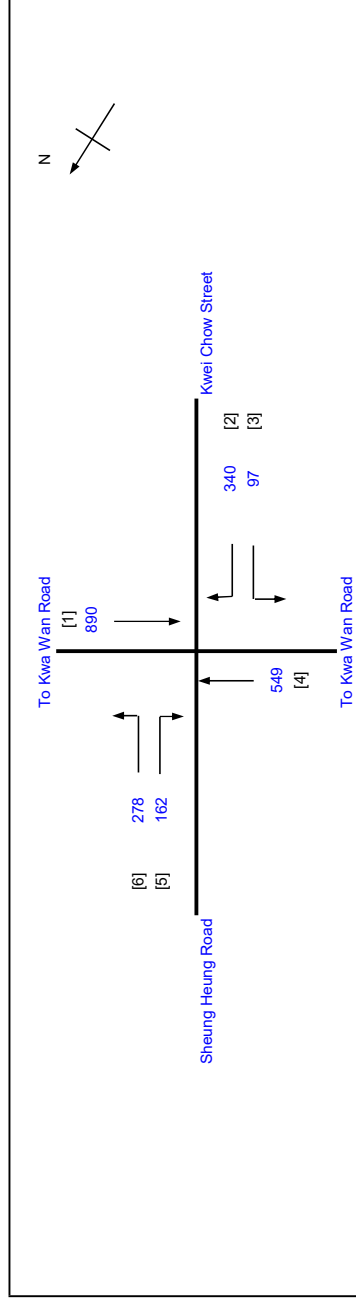 N
To Kwa Wan Road
[1]
890
278
162
[6]
[5]
Sheung Heung Road
Kwei Chow Street
340
97
[2]
[3]
549
[4]
To Kwa Wan Road